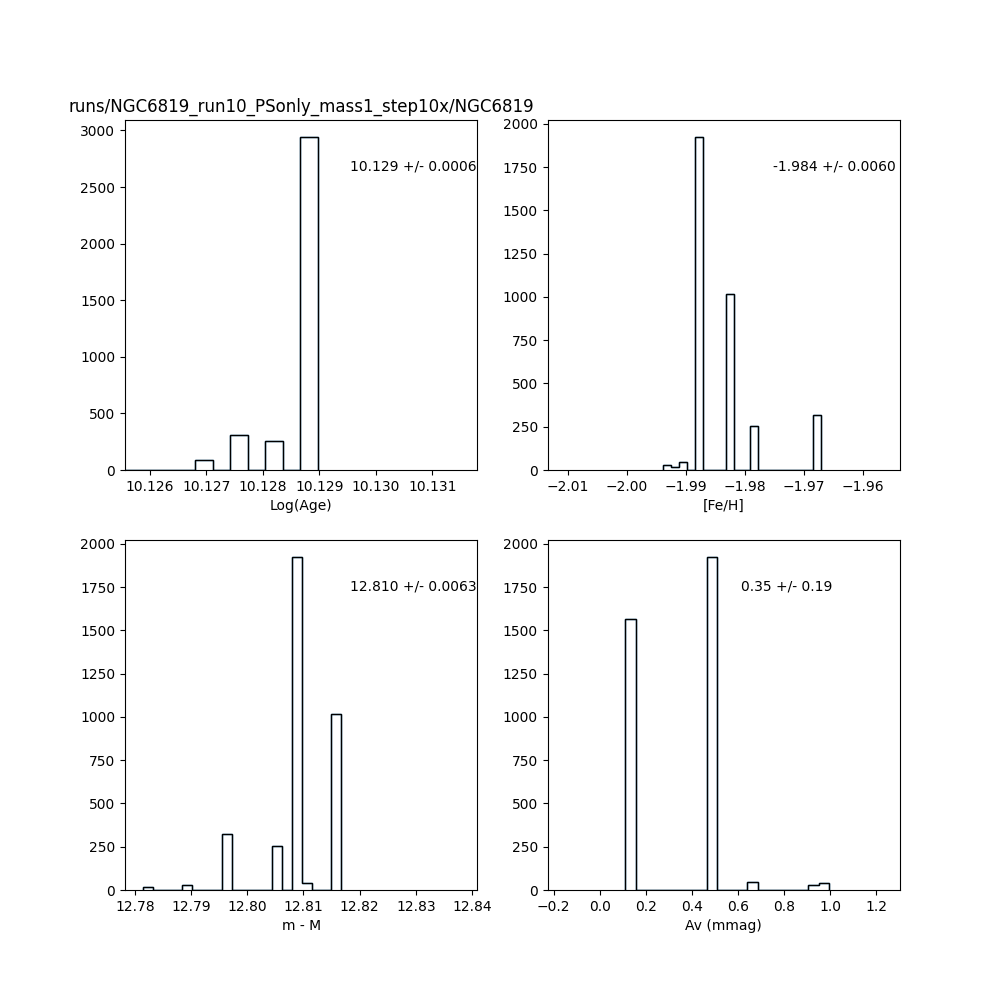 runs/NGC6819_run10_PSonly_mass1_step10x/NGC6819
3000
2500
2000
1500
1000
500
0
10.129 +/- 0.0006
10.126 10.127 10.128 10.129 10.130 10.131
Log(Age)
2000
1750
1500
1250
1000
750
500
250
0
-1.984 +/- 0.0060
−2.01 −2.00 −1.99 −1.98 −1.97 −1.96
[Fe/H]
2000
1750
1500
1250
1000
750
500
250
0
12.810 +/- 0.0063
12.78 12.79 12.80 12.81 12.82 12.83 12.84
m - M
2000
1750
1500
1250
1000
750
500
250
0
0.35 +/- 0.19
−0.2 0.0 0.2 0.4 0.6 0.8 1.0 1.2
Av (mmag)